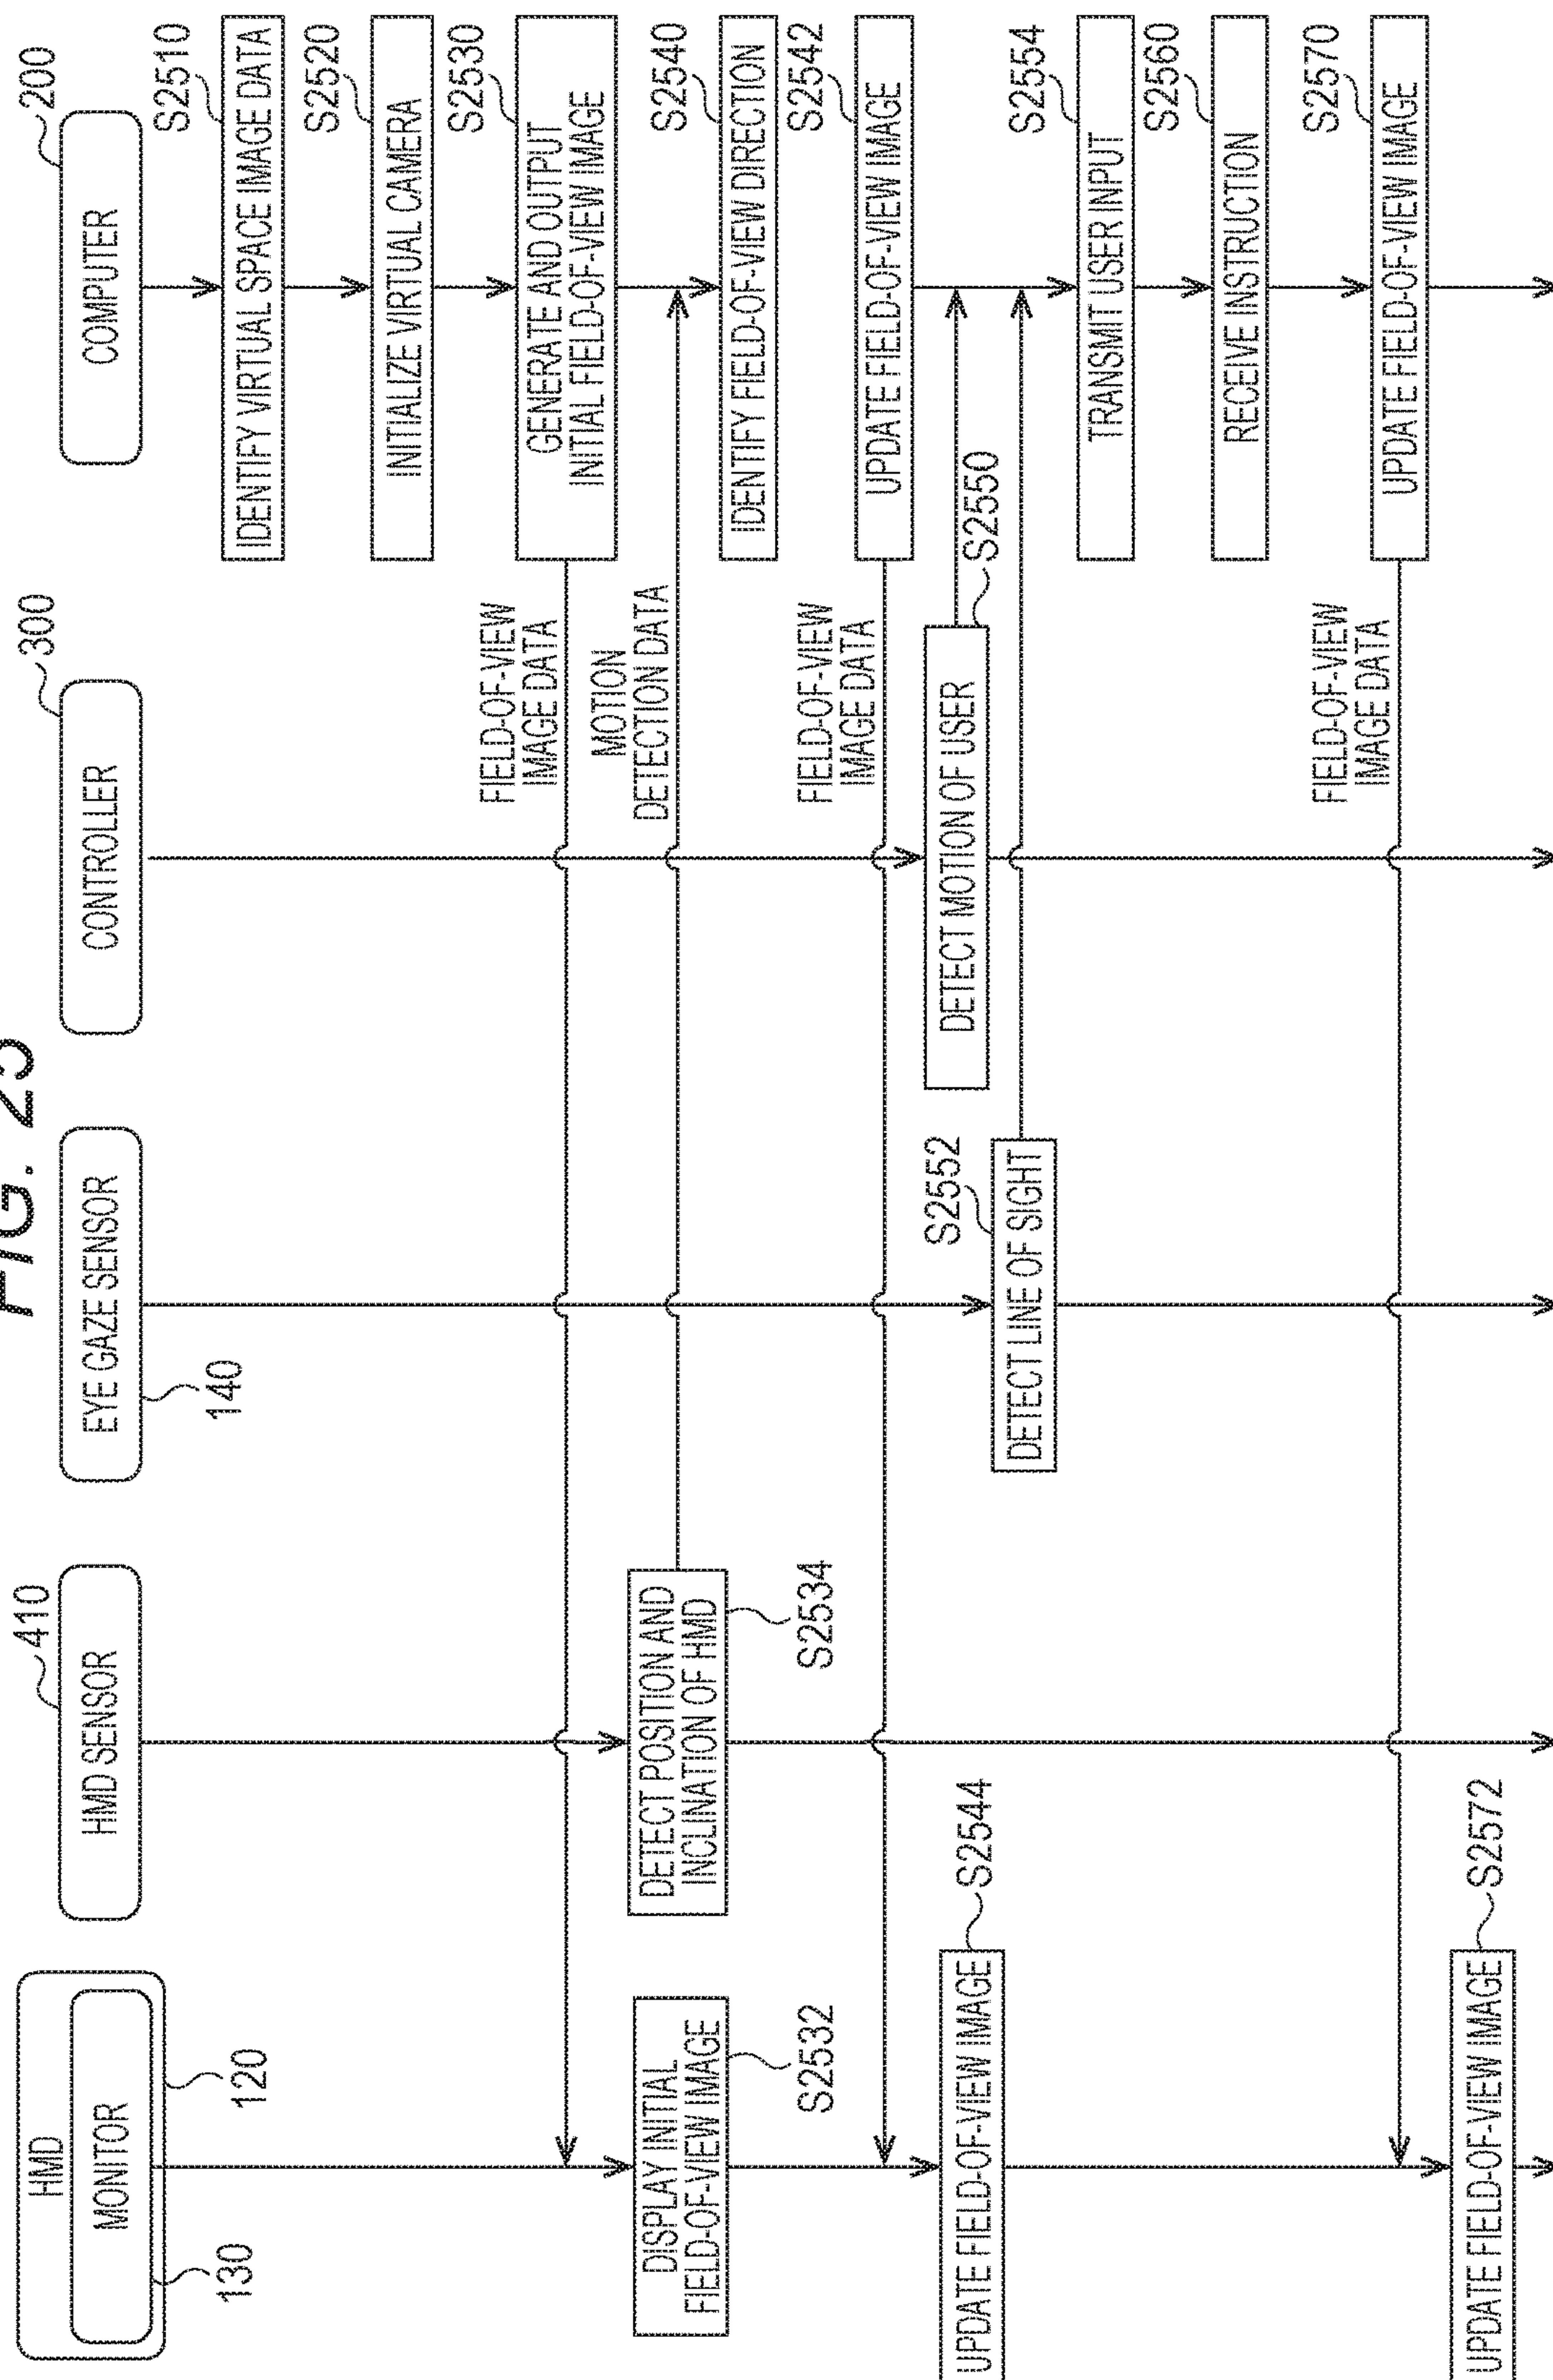 FIG. 25
HMD
MONITOR
130
120
HMD SENSOR
410
EYE GAZE SENSOR
140
CONTROLLER
300
COMPUTER
200
IDENTIFY VIRTUAL SPACE IMAGE DATA
S2510
INITIALIZE VIRTUAL CAMERA
S2520
GENERATE AND OUTPUT
INITIAL FIELD-OF-VIEW IMAGE
S2530
FIELD-OF-VIEW
IMAGE DATA
DISPLAY INITIAL
FIELD-OF-VIEW IMAGE
S2532
DETECT POSITION AND
INCLINATION OF HMD
S2534
MOTION
DETECTION DATA
IDENTIFY FIELD-OF-VIEW DIRECTION
S2540
UPDATE FIELD-OF-VIEW IMAGE
S2542
FIELD-OF-VIEW
IMAGE DATA
UPDATE FIELD-OF-VIEW IMAGE
S2544
DETECT MOTION OF USER
S2550
DETECT LINE OF SIGHT
S2552
TRANSMIT USER INPUT
S2554
RECEIVE INSTRUCTION
S2560
UPDATE FIELD-OF-VIEW IMAGE
S2570
FIELD-OF-VIEW
IMAGE DATA
UPDATE FIELD-OF-VIEW IMAGE
S2572